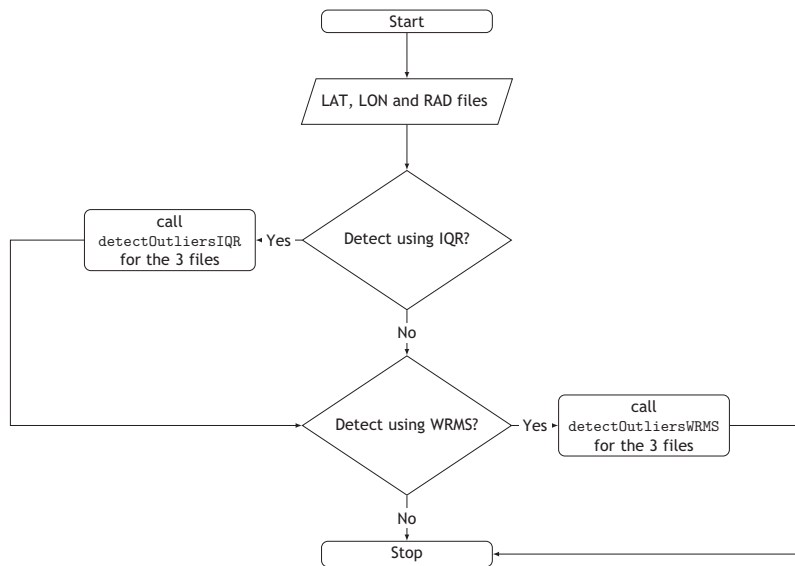 Start
LAT, LON and RAD files
Detect using IQR?
Yes
call
detectOutliersIQR
for the 3 files
No
Detect using WRMS?
Yes
call
detectOutliersWRMS
for the 3 files
No
Stop